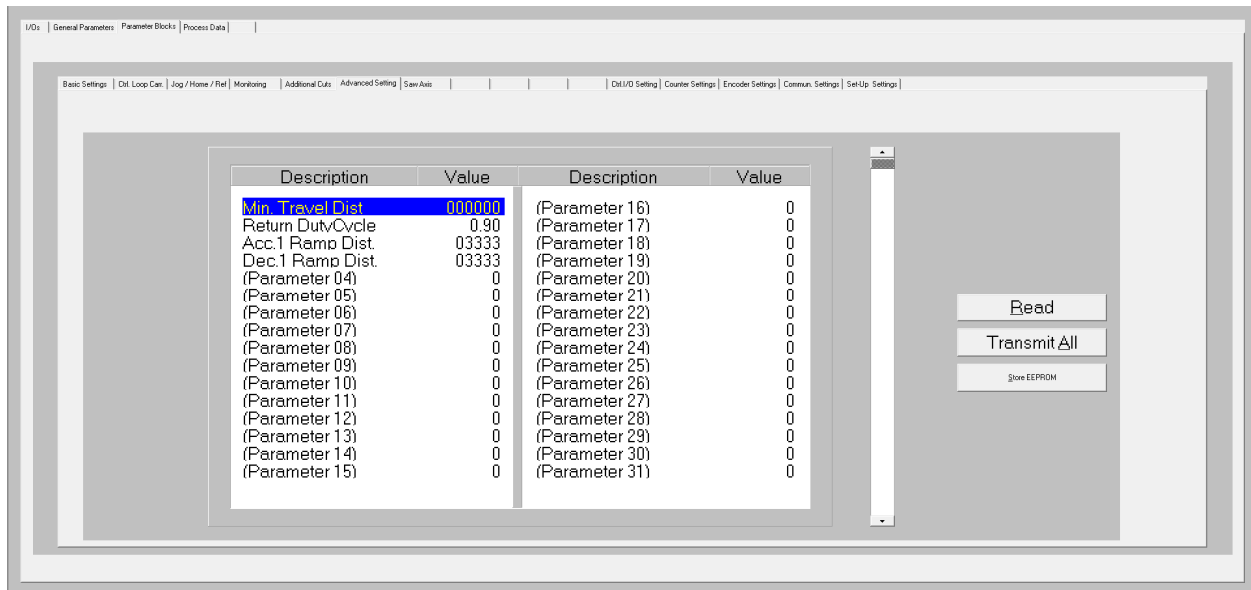 I/Os General Parameters Parameter Blocks Process Data
Basic Settings Ctrl. Loop Carr. Jog / Home / Ref Monitoring Additional Cuts Advanced Setting Saw Axis Ctrl.I/O Setting Counter Settings Encoder Settings Commun. Settings Set-Up Settings
Description Value Description Value
Min. Travel Dist 000000 (Parameter 16) 0
Return DutyCycle 0.90 (Parameter 17) 0
Acc.1 Ramp Dist. 03333 (Parameter 18) 0
Dec.1 Ramp Dist. 03333 (Parameter 19) 0
(Parameter 04) 0 (Parameter 20) 0
(Parameter 05) 0 (Parameter 21) 0
(Parameter 06) 0 (Parameter 22) 0
(Parameter 07) 0 (Parameter 23) 0
(Parameter 08) 0 (Parameter 24) 0
(Parameter 09) 0 (Parameter 25) 0
(Parameter 10) 0 (Parameter 26) 0
(Parameter 11) 0 (Parameter 27) 0
(Parameter 12) 0 (Parameter 28) 0
(Parameter 13) 0 (Parameter 29) 0
(Parameter 14) 0 (Parameter 30) 0
(Parameter 15) 0 (Parameter 31) 0
Read
Transmit All
Store EEPROM